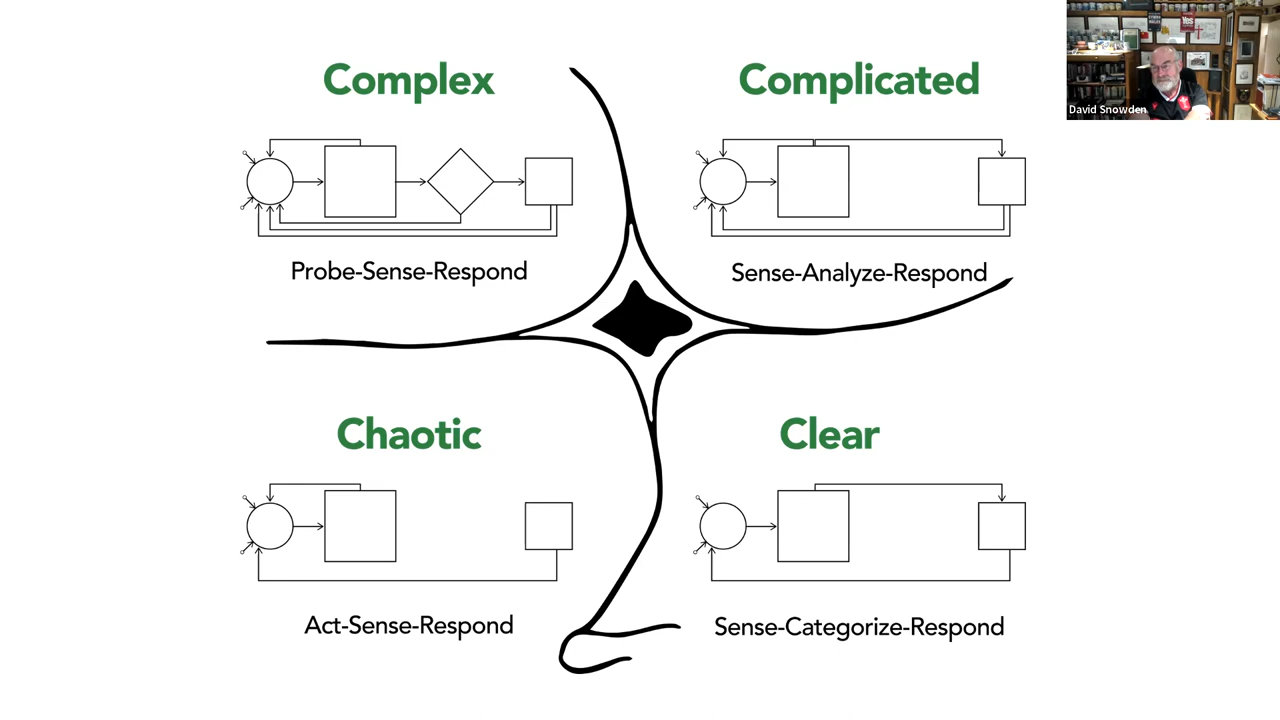 Complex
Complicated
David Snowden
Probe-Sense-Respond
Sense-Analyze-Respond
Chaotic
Clear
Act-Sense-Respond
Sense-Categorize-Respond